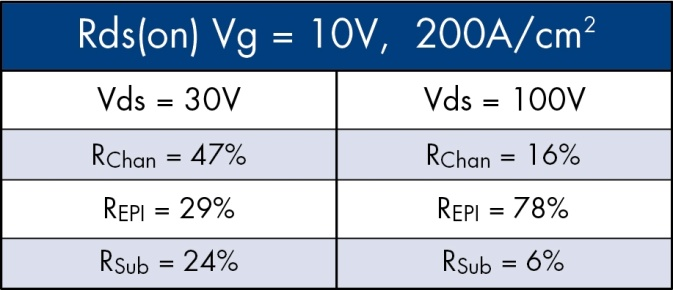 Rds(on) Vg = 10V, 200A/cm²
Vds = 30V Vds = 100V
RChan = 47% RChan = 16%
REPI = 29% REPI = 78%
RSub = 24% RSub = 6%